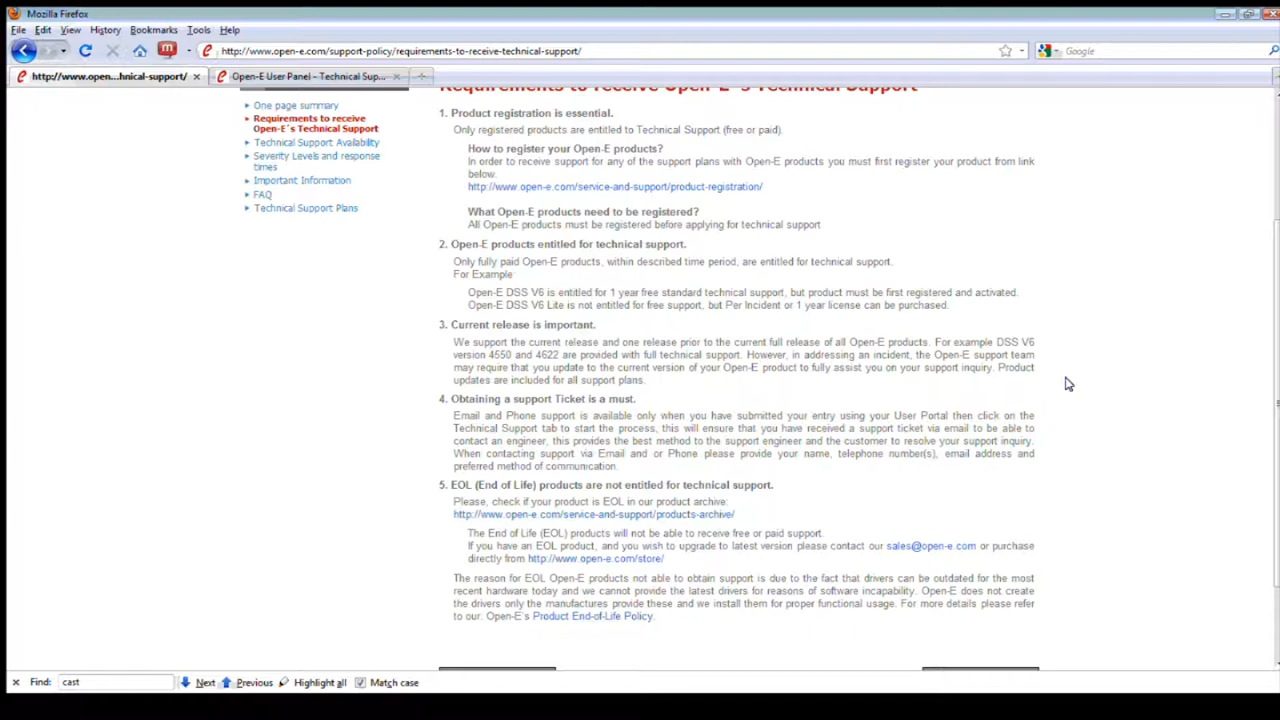 Mozilla Firefox
File Edit View History Bookmarks Tools Help
http://www.open-e.com/support-policy/requirements-to-receive-technical-support/
Google
http://www.open...hnical-support/
Open-E User Panel - Technical Sup...
Requirements to receive Open-E´s Technical Support
One page summary
Requirements to receive
Open-E´s Technical Support
Technical Support Availability
Severity Levels and response
times
Important Information
FAQ
Technical Support Plans
1. Product registration is essential.
Only registered products are entitled to Technical Support (free or paid).
How to register your Open-E products?
In order to receive support for any of the support plans with Open-E products you must first register your product from link
below.
http://www.open-e.com/service-and-support/product-registration/
What Open-E products need to be registered?
All Open-E products must be registered before applying for technical support
2. Open-E products entitled for technical support.
Only fully paid Open-E products, within described time period, are entitled for technical support.
For Example:
Open-E DSS V6 is entitled for 1 year free standard technical support, but product must be first registered and activated.
Open-E DSS V6 Lite is not entitled for free support, but Per Incident or 1 year license can be purchased.
3. Current release is important.
We support the current release and one release prior to the current full release of all Open-E products. For example DSS V6
version 4550 and 4622 are provided with full technical support. However, in addressing an incident, the Open-E support team
may require that you update to the current version of your Open-E product to fully assist you on your support inquiry. Product
updates are included for all support plans.
4. Obtaining a support Ticket is a must.
Email and Phone support is available only when you have submitted your entry using your User Portal then click on the
Technical Support tab to start the process, this will ensure that you have received a support ticket via email to be able to
contact an engineer, this provides the best method to the support engineer and the customer to resolve your support inquiry.
When contacting support via Email and or Phone please provide your name, telephone number(s), email address and
preferred method of communication.
5. EOL (End of Life) products are not entitled for technical support.
Please, check if your product is EOL in our product archive:
http://www.open-e.com/service-and-support/products-archive/
The End of Life (EOL) products will not be able to receive free or paid support.
If you have an EOL product, and you wish to upgrade to latest version please contact our sales@open-e.com or purchase
directly from http://www.open-e.com/store/
The reason for EOL Open-E products not able to obtain support is due to the fact that drivers can be outdated for the most
recent hardware today and we cannot provide the latest drivers for reasons of software incapability. Open-E does not create
the drivers only the manufactures provide these and we install them for proper functional usage. For more details please refer
to our: Open-E´s Product End-of-Life Policy.
Find: cast Next Previous Highlight all Match case